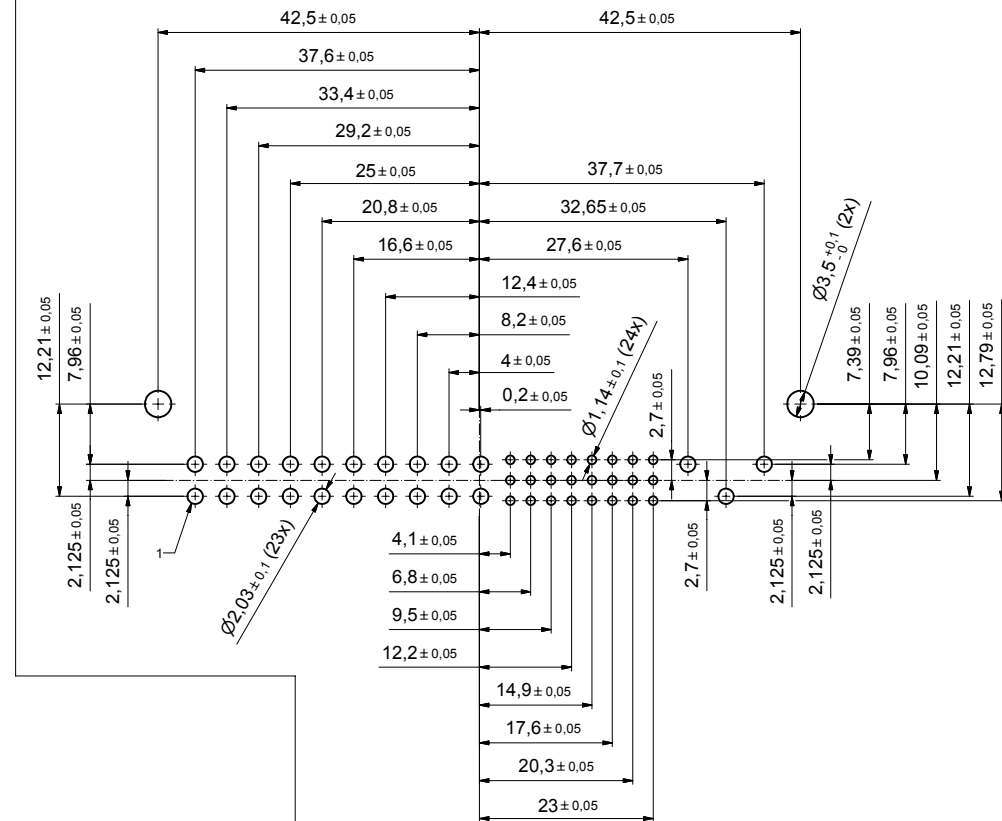 42,5 ± 0,05
42,5 ± 0,05
37,6 ± 0,05
33,4 ± 0,05
29,2 ± 0,05
25 ± 0,05
37,7 ± 0,05
20,8 ± 0,05
32,65 ± 0,05
16,6 ± 0,05
27,6 ± 0,05
Ø3,5 +0,1 -0 (2x)
12,4 ± 0,05
8,2 ± 0,05
4 ± 0,05
0,2 ± 0,05
Ø1,14 ± 0,1 (24x)
2,7 ± 0,05
12,21 ± 0,05
7,96 ± 0,05
7,39 ± 0,05
7,96 ± 0,05
10,09 ± 0,05
12,21 ± 0,05
12,79 ± 0,05
2,125 ± 0,05
2,125 ± 0,05
1
Ø2,03 ± 0,1 (23x)
4,1 ± 0,05
6,8 ± 0,05
9,5 ± 0,05
12,2 ± 0,05
14,9 ± 0,05
17,6 ± 0,05
20,3 ± 0,05
23 ± 0,05
2,7 ± 0,05
2,125 ± 0,05
2,125 ± 0,05